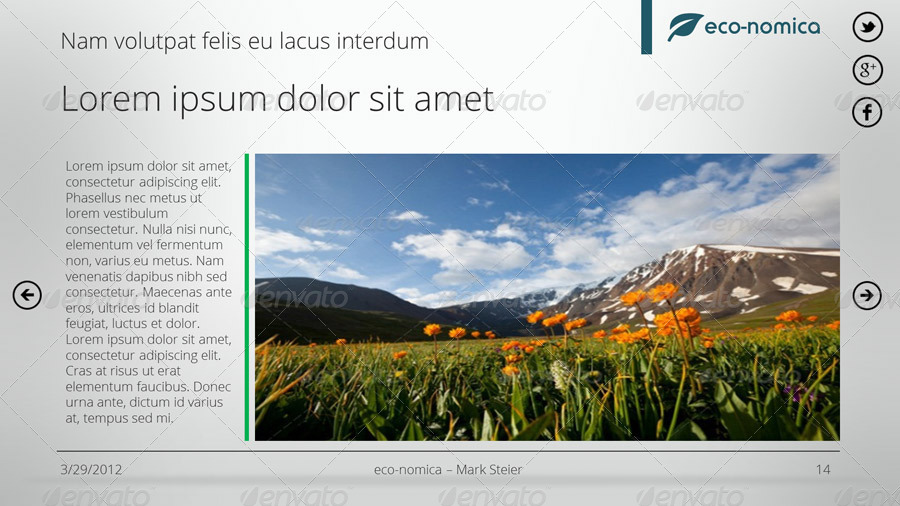 Nam volutpat felis eu lacus interdum
eco-nomica
Lorem ipsum dolor sit amet
g+
f
Lorem ipsum dolor sit amet,
consectetur adipiscing elit.
Phasellus nec metus ut
lorem vestibulum
consectetur. Nulla nisi nunc,
elementum vel fermentum
non, varius eu metus. Nam
venenatis dapibus nibh sed
consectetur. Maecenas ante
eros, ultrices id blandit
feugiat, luctus et dolor.
Lorem ipsum dolor sit amet,
consectetur adipiscing elit.
Cras at risus ut erat
elementum faucibus. Donec
urna ante, dictum id varius
at, tempus sed mi.
3/29/2012 eco-nomica – Mark Steier 14
envato